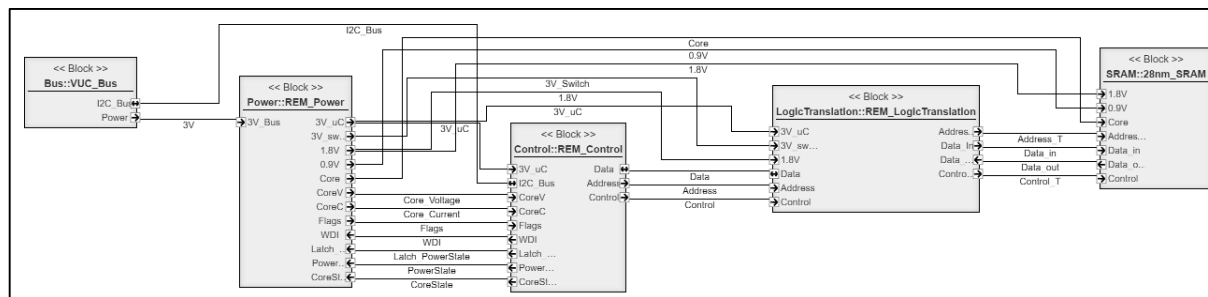 I2C_Bus
<< Block >>
Bus::VUC_Bus
I2C_Bus
Power
3V
<< Block >>
Power::REM_Power
3V_Bus
3V_uC
3V_sw...
1.8V
0.9V
Core
CoreV
CoreC
Flags
WDI
Latch_...
Power...
CoreSt...
Core
0.9V
1.8V
3V_Switch
1.8V
3V_uC
3V_uC
Core_Voltage
Core_Current
Flags
WDI
Latch_PowerState
PowerState
CoreState
<< Block >>
Control::REM_Control
3V_uC
I2C_Bus
CoreV
CoreC
Flags
WDI
Latch_...
Power...
CoreSt...
Data
Address
Control
Data
Address
Control
<< Block >>
LogicTranslation::REM_LogicTranslation
3V_uC
3V_sw...
1.8V
Data
Address
Control
Addres..
Data_In
Data_...
Contro..
Address_T
Data_in
Data_out
Control_T
<< Block >>
SRAM::28nm_SRAM
1.8V
0.9V
Core
Addres...
Data_in
Data_o...
Control